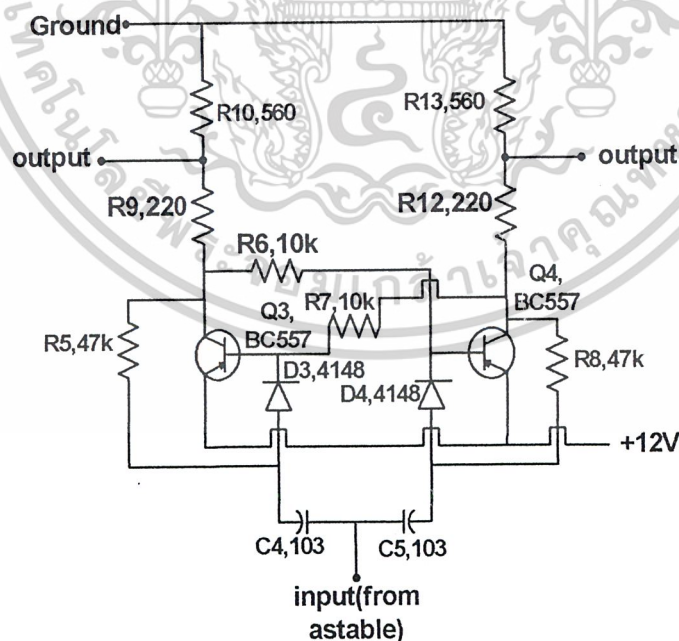 Ground
R10,560
R13,560
output
output
R9,220
R12,220
R6,10k
Q4,
BC557
R7,10k
Q3,
BC557
R5,47k
R8,47k
D3,4148
D4,4148
+12V
C4,103
C5,103
input(from
astable)